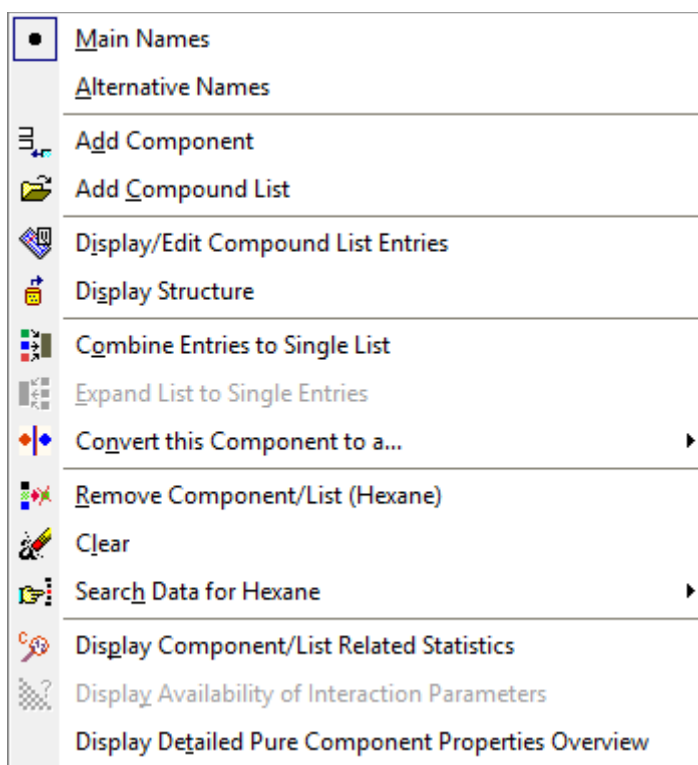 Main Names
Alternative Names
Add Component
Add Compound List
Display/Edit Compound List Entries
Display Structure
Combine Entries to Single List
Expand List to Single Entries
Convert this Component to a...
Remove Component/List (Hexane)
Clear
Search Data for Hexane
Display Component/List Related Statistics
Display Availability of Interaction Parameters
Display Detailed Pure Component Properties Overview